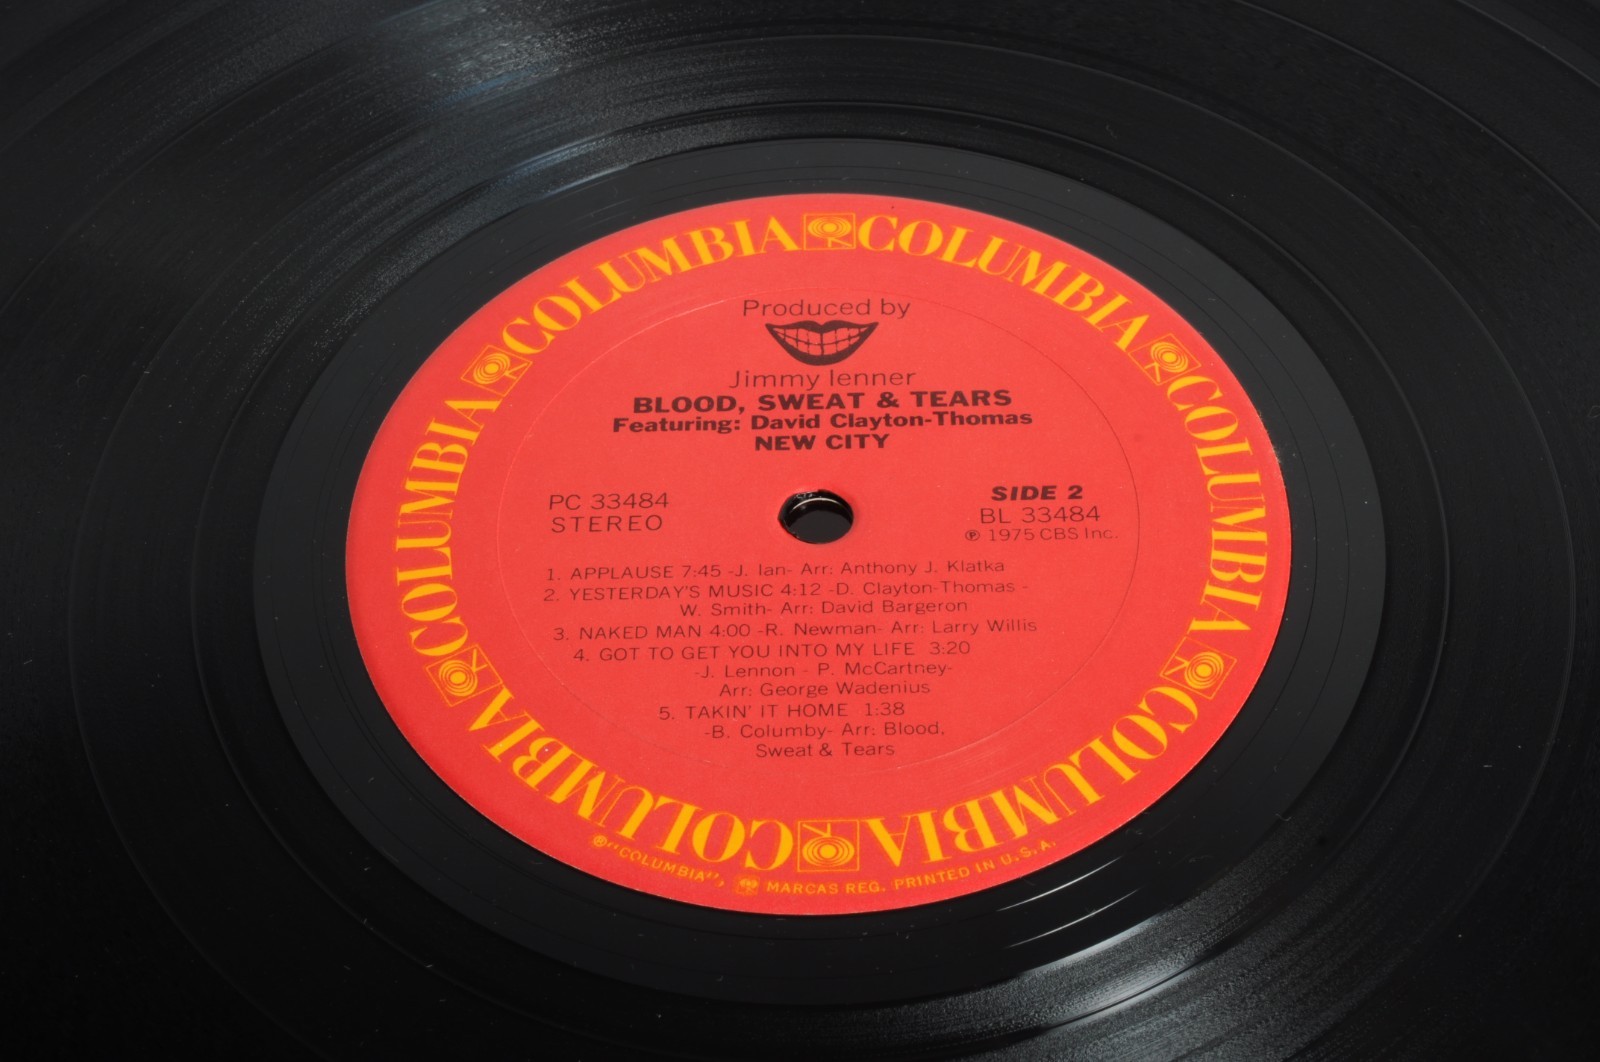 COLUMBIA COLUMBIA COLUMBIA COLUMBIA COLUMBIA COLUMBIA
Produced by
Jimmy Ienner
BLOOD, SWEAT & TEARS
Featuring: David Clayton-Thomas
NEW CITY
PC 33484
STEREO
SIDE 2
BL 33484
℗ 1975 CBS Inc.
1. APPLAUSE 7:45 -J. Ian- Arr: Anthony J. Klatka
2. YESTERDAY'S MUSIC 4:12 -D. Clayton-Thomas -
W. Smith- Arr: David Bargeron
3. NAKED MAN 4:00 -R. Newman- Arr: Larry Willis
4. GOT TO GET YOU INTO MY LIFE 3:20
-J. Lennon - P. McCartney-
Arr: George Wadenius
5. TAKIN' IT HOME 1:38
-B. Columby- Arr: Blood,
Sweat & Tears
®"COLUMBIA", MARCAS REG. PRINTED IN U.S.A.